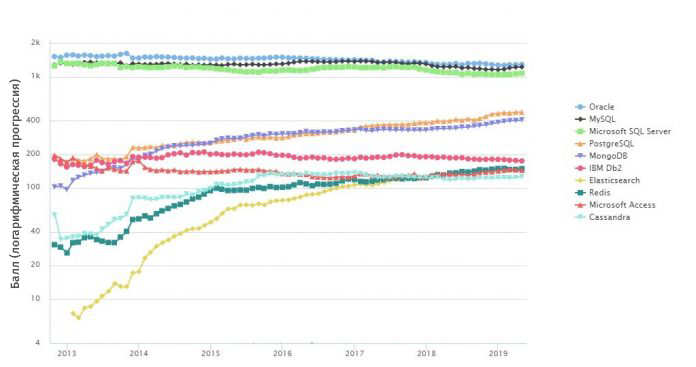 2k
1k
400
200
100
40
20
10
4
Балл (логарифмическая прогрессия)
2013 2014 2015 2016 2017 2018 2019
Oracle
MySQL
Microsoft SQL Server
PostgreSQL
MongoDB
IBM Db2
Elasticsearch
Redis
Microsoft Access
Cassandra